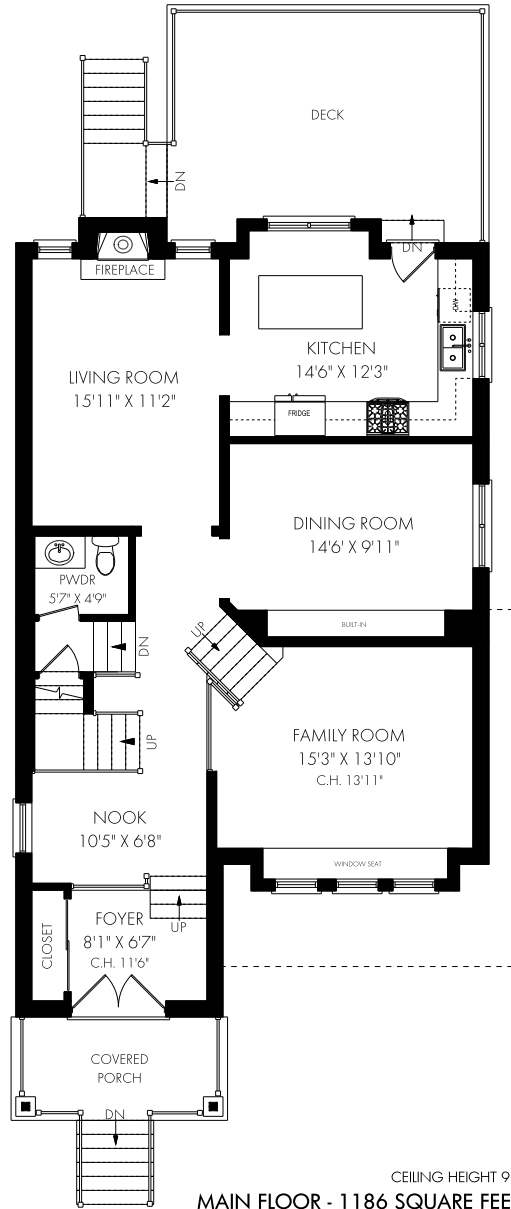 DECK
DN
DN
FIREPLACE
DW
KITCHEN
14'6" X 12'3"
LIVING ROOM
15'11" X 11'2"
FRIDGE
DINING ROOM
14'6' X 9'11"
PWDR
5'7" X 4'9"
BUILT-IN
UP
DN
FAMILY ROOM
15'3" X 13'10"
C.H. 13'11"
UP
NOOK
10'5" X 6'8"
WINDOW SEAT
FOYER
8'1" X 6'7"
C.H. 11'6"
UP
CLOSET
COVERED
PORCH
DN
CEILING HEIGHT 9
MAIN FLOOR - 1186 SQUARE FEE